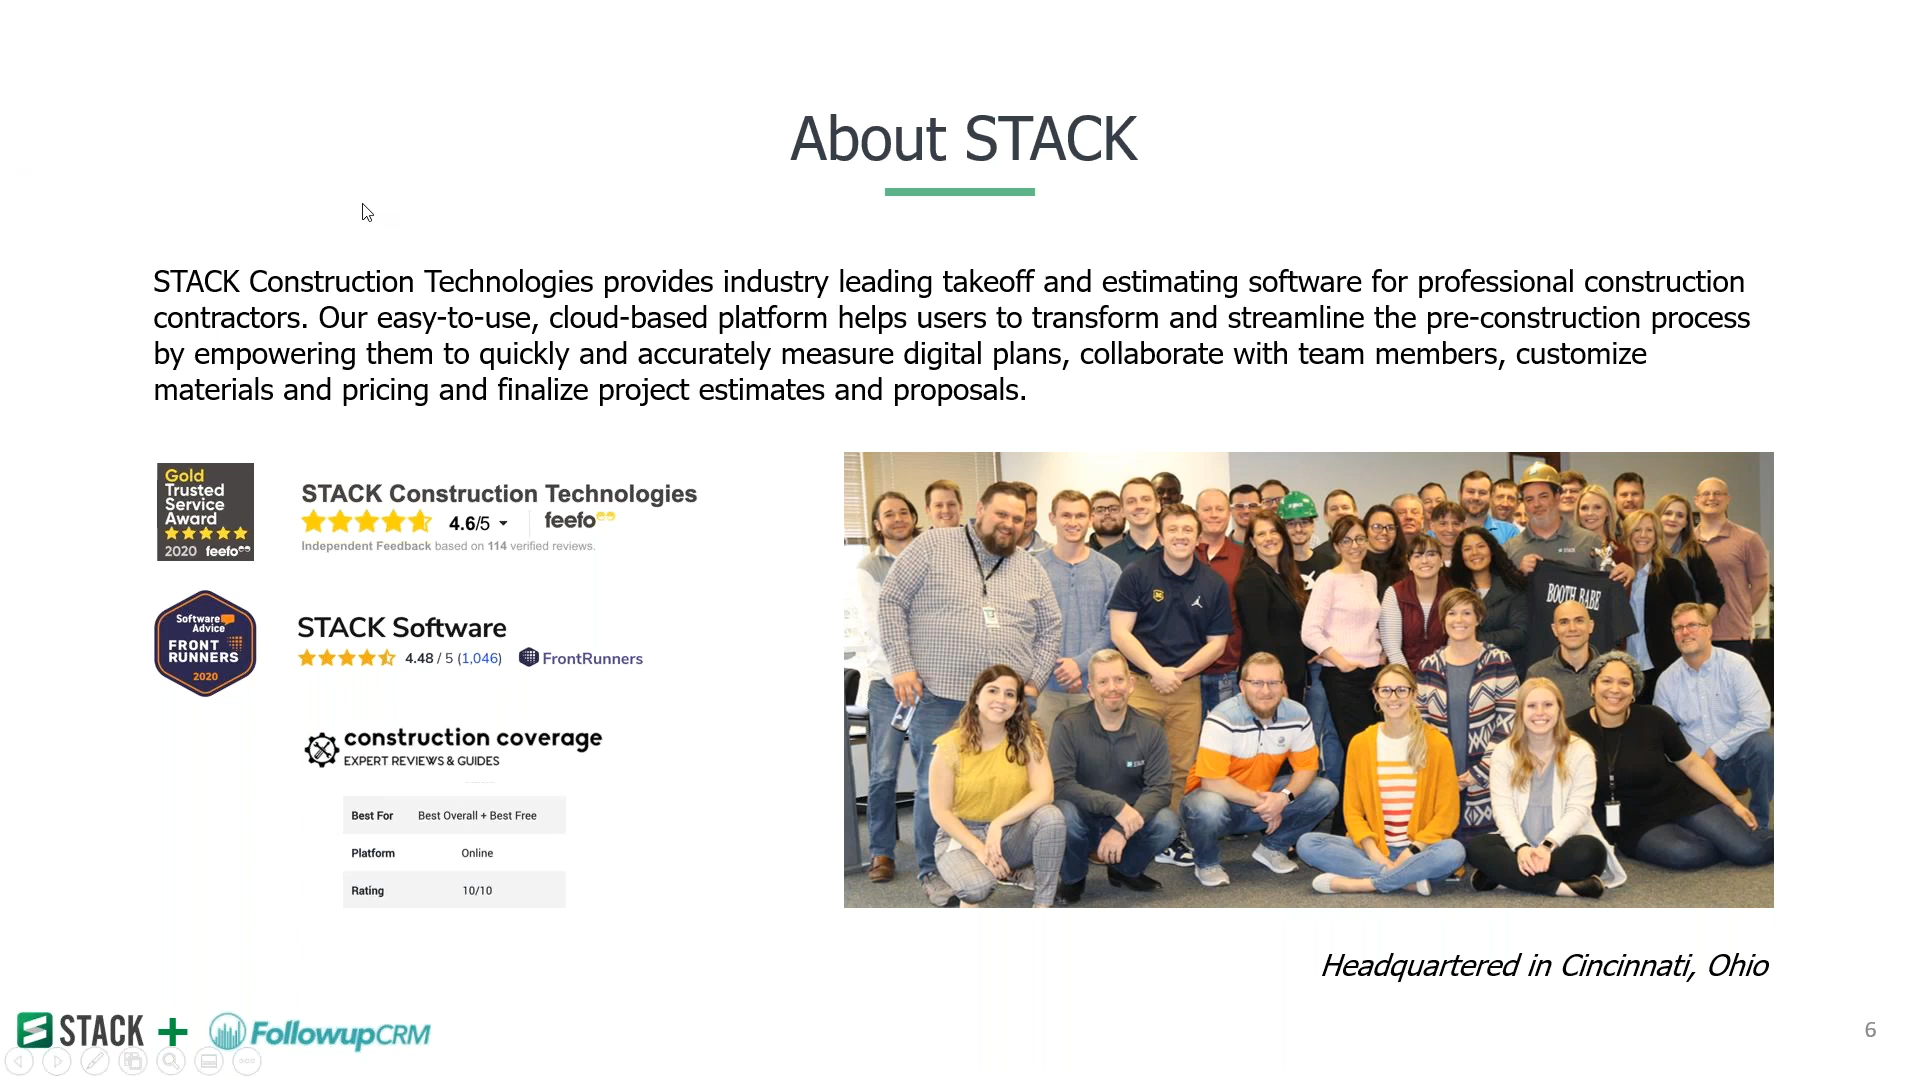 About STACK
STACK Construction Technologies provides industry leading takeoff and estimating software for professional construction
contractors. Our easy-to-use, cloud-based platform helps users to transform and streamline the pre-construction process
by empowering them to quickly and accurately measure digital plans, collaborate with team members, customize
materials and pricing and finalize project estimates and proposals.
Gold
Trusted
Service
Award
2020 feefo
STACK Construction Technologies
4.6/5 feefo
Independent Feedback based on 114 verified reviews.
Software
Advice
FRONT
RUNNERS
2020
STACK Software
4.48 / 5 (1,046) FrontRunners
construction coverage
EXPERT REVIEWS & GUIDES
Best For Best Overall + Best Free
Platform Online
Rating 10/10
STACK
BOOTH BABE
STACK
Headquartered in Cincinnati, Ohio
STACK + FollowupCRM
6